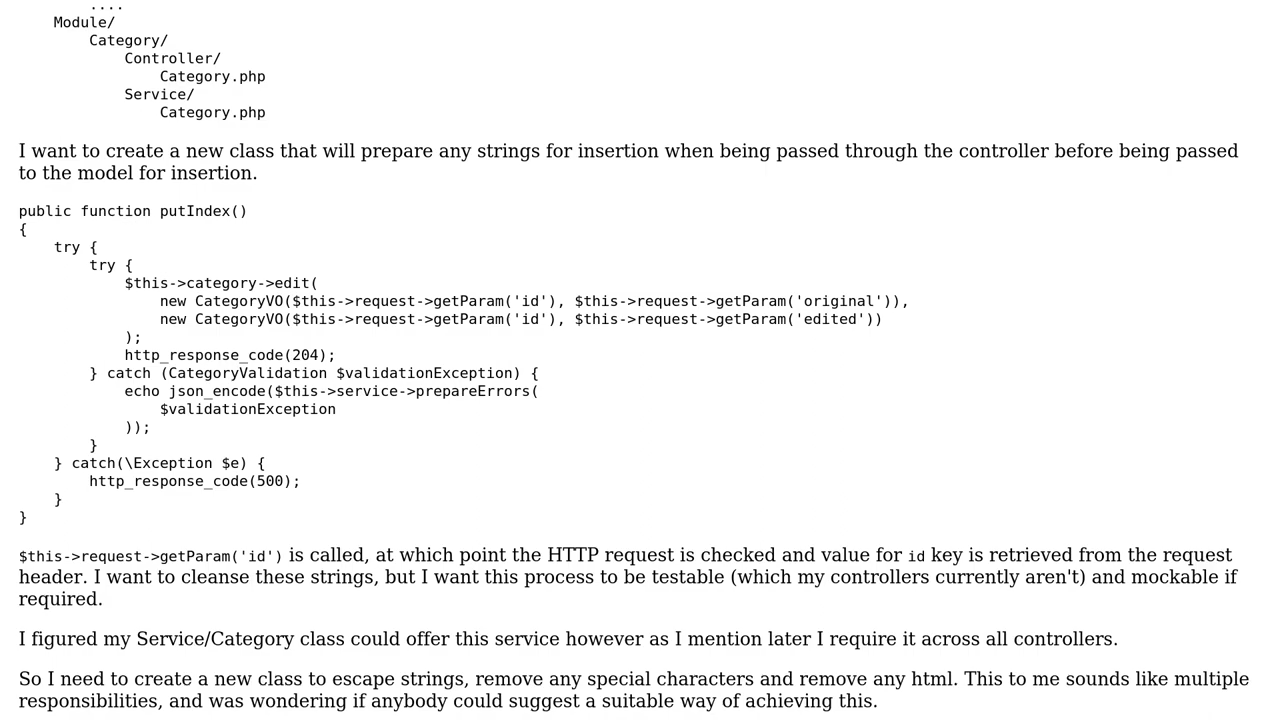 ....
    Module/
        Category/
            Controller/
                Category.php
            Service/
                Category.php
I want to create a new class that will prepare any strings for insertion when being passed through the controller before being passed
to the model for insertion.
public function putIndex()
{
    try {
        try {
            $this->category->edit(
                new CategoryVO($this->request->getParam('id'), $this->request->getParam('original')),
                new CategoryVO($this->request->getParam('id'), $this->request->getParam('edited'))
            );
            http_response_code(204);
        } catch (CategoryValidation $validationException) {
            echo json_encode($this->service->prepareErrors(
                $validationException
            ));
        }
    } catch(\Exception $e) {
        http_response_code(500);
    }
}
$this->request->getParam('id') is called, at which point the HTTP request is checked and value for id key is retrieved from the request
header. I want to cleanse these strings, but I want this process to be testable (which my controllers currently aren't) and mockable if
required.
I figured my Service/Category class could offer this service however as I mention later I require it across all controllers.
So I need to create a new class to escape strings, remove any special characters and remove any html. This to me sounds like multiple
responsibilities, and was wondering if anybody could suggest a suitable way of achieving this.